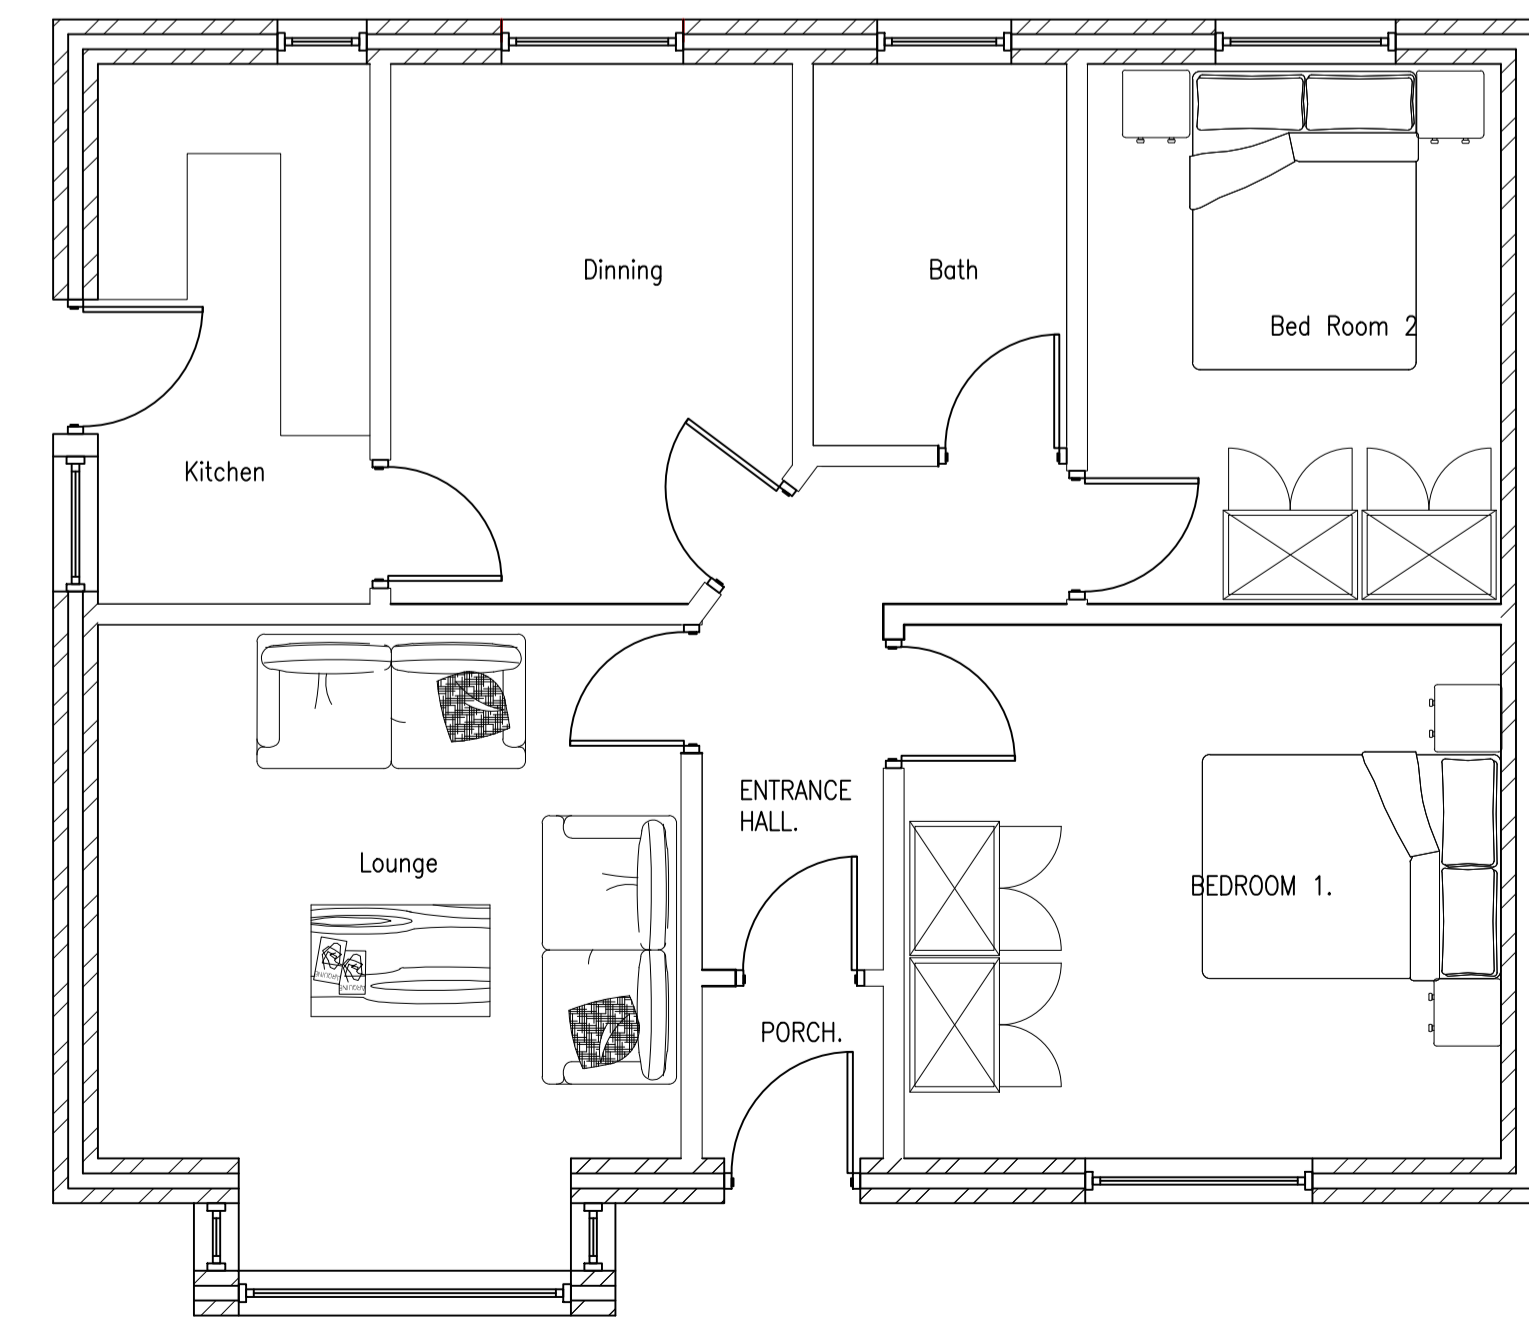 Dinning
Bath
Bed Room 2
Kitchen
ENTRANCE
HALL.
Lounge
BEDROOM 1.
PORCH.